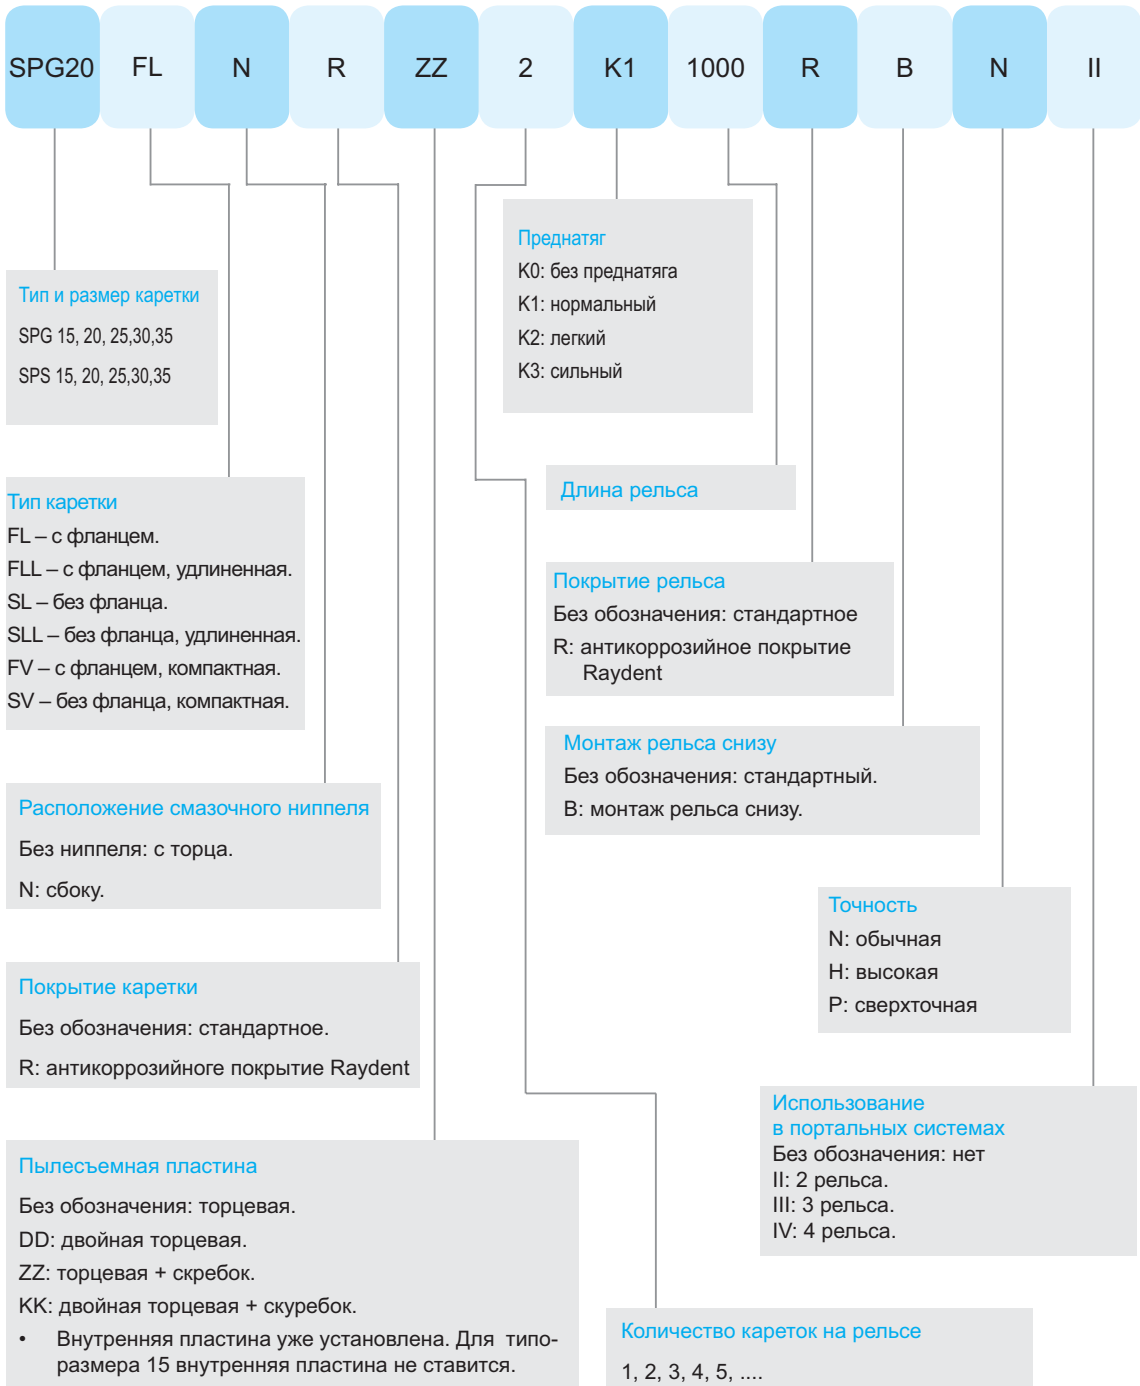 SPG20 FL N R ZZ 2 K1 1000 R B N II
Преднатяг
K0: без преднатяга
K1: нормальный
K2: легкий
K3: сильный
Тип и размер каретки
SPG 15, 20, 25,30,35
SPS 15, 20, 25,30,35
Длина рельса
Тип каретки
FL – с фланцем.
FLL – с фланцем, удлиненная.
SL – без фланца.
SLL – без фланца, удлиненная.
FV – с фланцем, компактная.
SV – без фланца, компактная.
Покрытие рельса
Без обозначения: стандартное
R: антикоррозийное покрытие
Raydent
Монтаж рельса снизу
Без обозначения: стандартный.
B: монтаж рельса снизу.
Расположение смазочного ниппеля
Без ниппеля: с торца.
N: сбоку.
Точность
N: обычная
H: высокая
P: сверхточная
Покрытие каретки
Без обозначения: стандартное.
R: антикоррозийноге покрытие Raydent
Использование
в портальных системах
Без обозначения: нет
II: 2 рельса.
III: 3 рельса.
IV: 4 рельса.
Пылесъемная пластина
Без обозначения: торцевая.
DD: двойная торцевая.
ZZ: торцевая + скребок.
KK: двойная торцевая + скуребок.
• Внутренняя пластина уже установлена. Для типо-
размера 15 внутренняя пластина не ставится.
Количество кареток на рельсе
1, 2, 3, 4, 5, ....